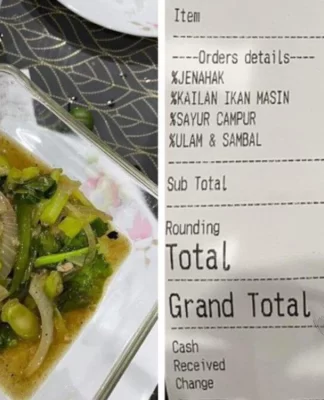 Item
----Orders details----
%JENAHAK
%KAILAN IKAN MASIN
%SAYUR CAMPUR
%ULAM & SAMBAL
Sub Total
Rounding
Total
Grand Total
Cash
Received
Change